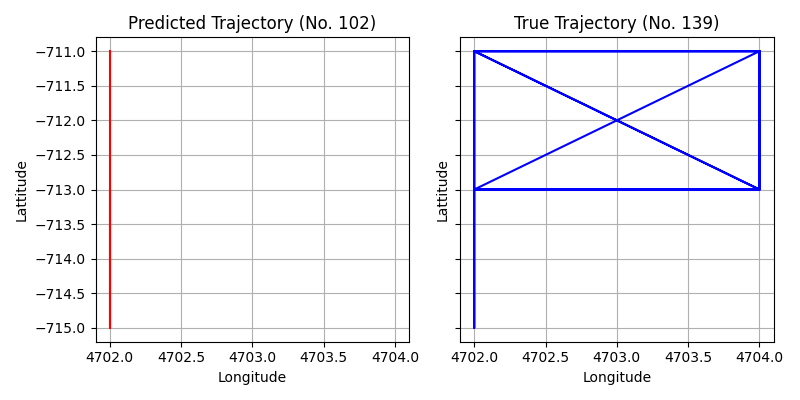 Predicted Trajectory (No. 102)
True Trajectory (No. 139)
−711.0
−711.5
−712.0
−712.5
−713.0
−713.5
−714.0
−714.5
−715.0
Lattitude
Lattitude
4702.0 4702.5 4703.0 4703.5 4704.0
4702.0 4702.5 4703.0 4703.5 4704.0
Longitude
Longitude